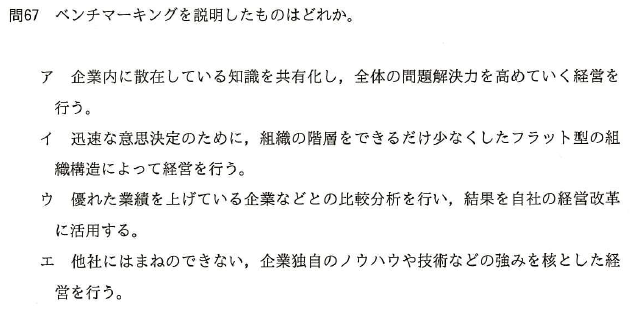 問67 ベンチマーキングを説明したものはどれか。
ア 企業内に散在している知識を共有化し，全体の問題解決力を高めていく経営を
行う。
イ 迅速な意思決定のために，組織の階層をできるだけ少なくしたフラット型の組
織構造によって経営を行う。
ウ 優れた業績を上げている企業などとの比較分析を行い，結果を自社の経営改革
に活用する。
エ 他社にはまねのできない，企業独自のノウハウや技術などの強みを核とした経
営を行う。